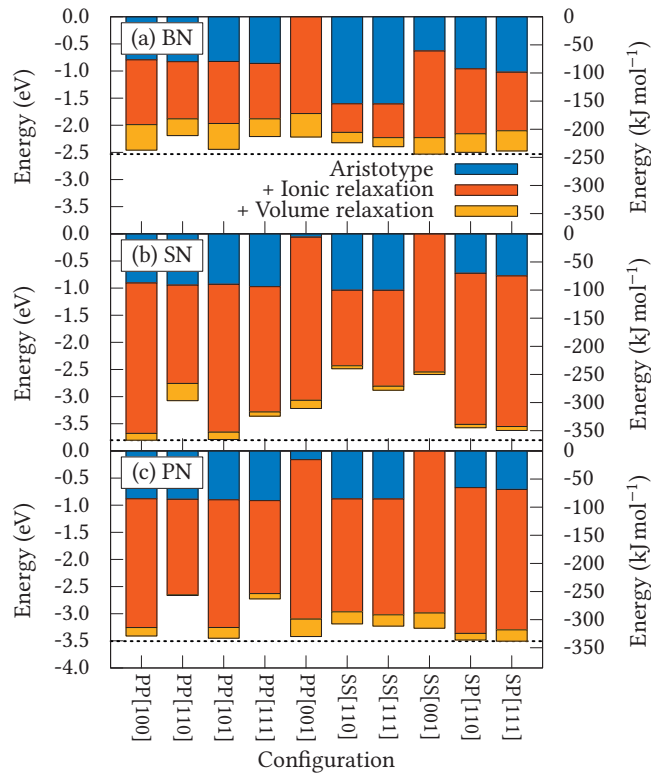 (a) BN
0.0
-0.5
-1.0
-1.5
-2.0
-2.5
-3.0
-3.5
Energy (eV)
0
-50
-100
-150
-200
-250
-300
-350
Energy (kJ mol⁻¹)
Aristotype
+ Ionic relaxation
+ Volume relaxation
(b) SN
0.0
-0.5
-1.0
-1.5
-2.0
-2.5
-3.0
-3.5
Energy (eV)
0
-50
-100
-150
-200
-250
-300
-350
Energy (kJ mol⁻¹)
(c) PN
0.0
-0.5
-1.0
-1.5
-2.0
-2.5
-3.0
-3.5
-4.0
Energy (eV)
0
-50
-100
-150
-200
-250
-300
-350
Energy (kJ mol⁻¹)
PP[100]
PP[110]
PP[101]
PP[111]
PP[001]
SS[110]
SS[111]
SS[001]
SP[110]
SP[111]
Configuration